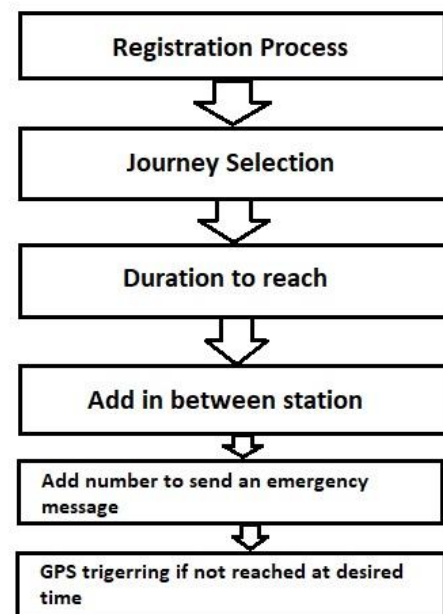 Registration Process
Journey Selection
Duration to reach
Add in between station
Add number to send an emergency
message
GPS trigerring if not reached at desired
time